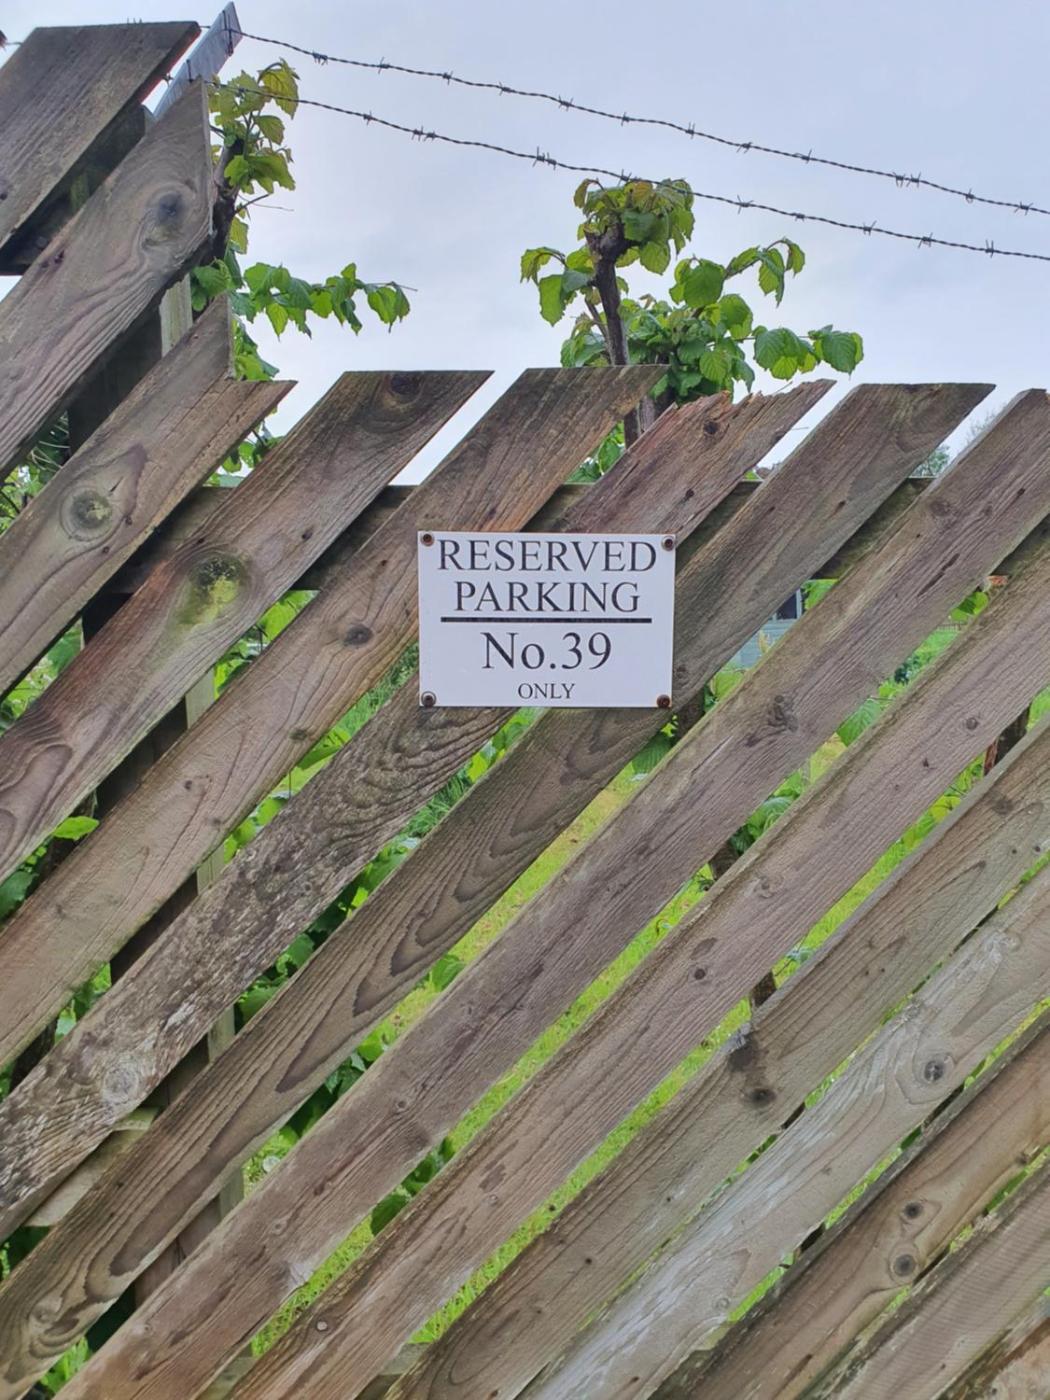 RESERVED
PARKING
No.39
ONLY